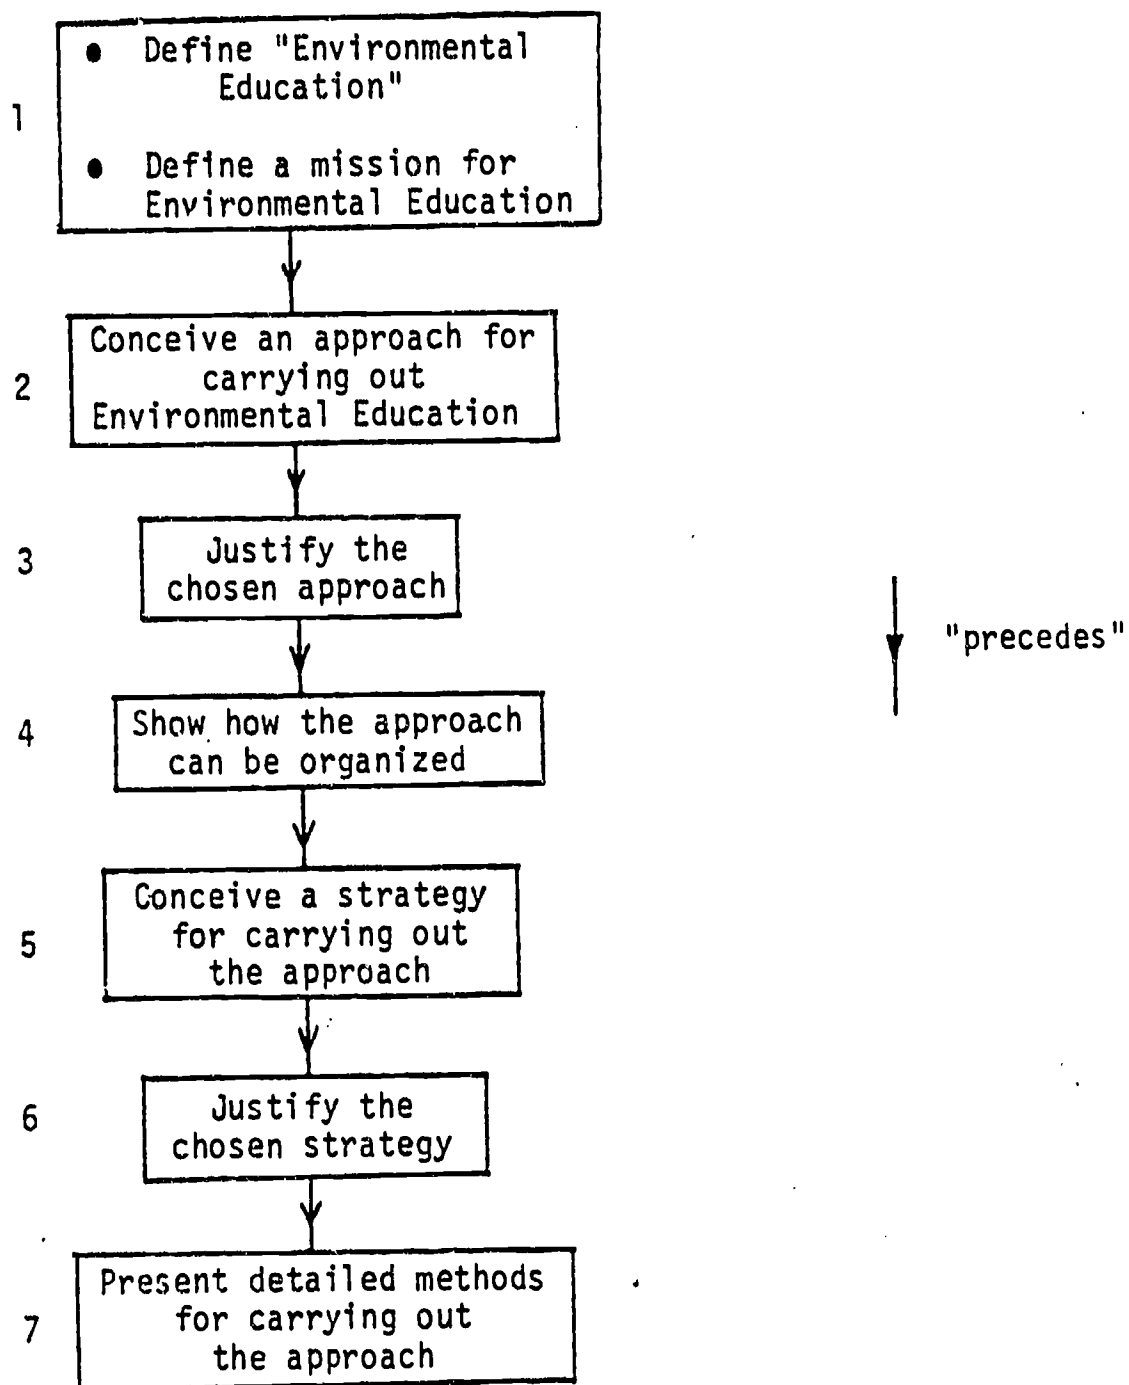 1
● Define "Environmental
Education"
● Define a mission for
Environmental Education
2
Conceive an approach for
carrying out
Environmental Education
3
Justify the
chosen approach
"precedes"
4
Show how the approach
can be organized
5
Conceive a strategy
for carrying out
the approach
6
Justify the
chosen strategy
7
Present detailed methods
for carrying out
the approach